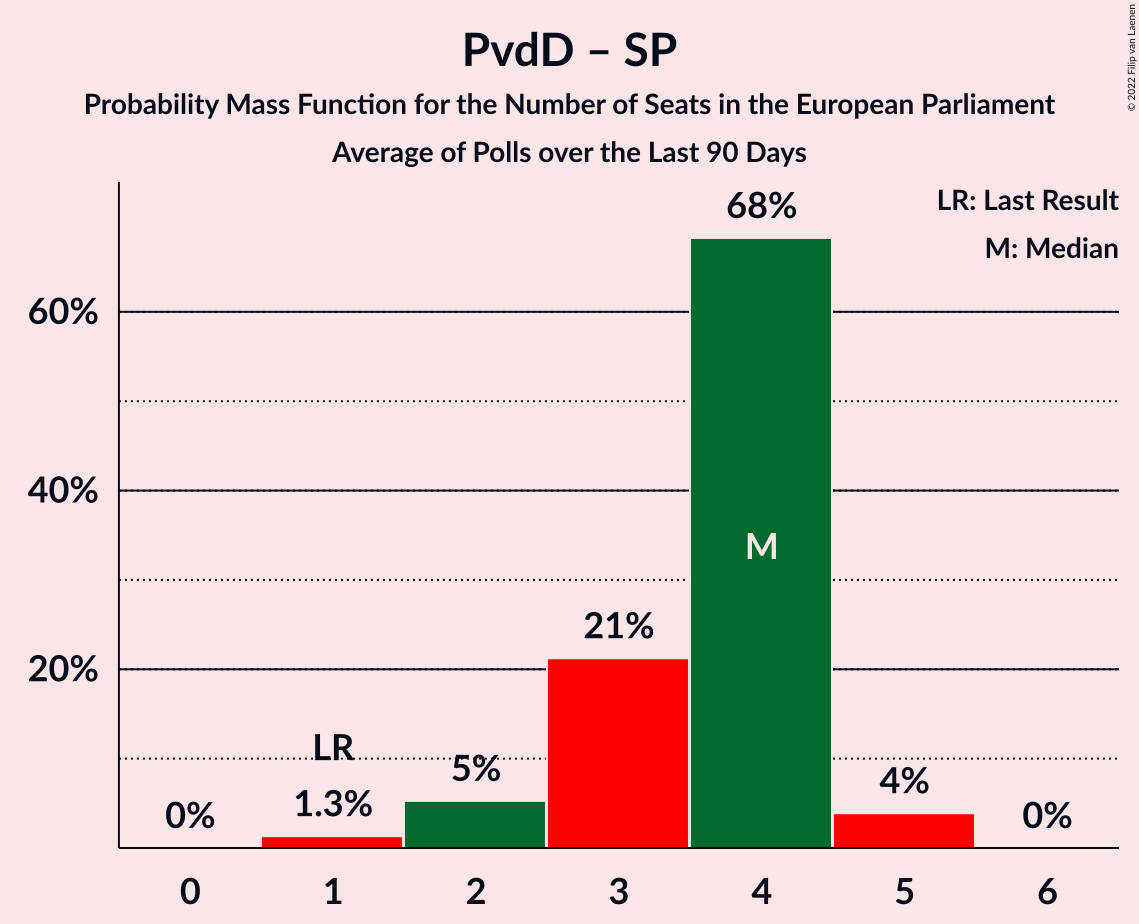 PvdD – SP
Probability Mass Function for the Number of Seats in the European Parliament
Average of Polls over the Last 90 Days
© 2022 Filip van Laenen
LR: Last Result
M: Median
68%
60%
40%
M
21%
20%
LR
5%
4%
1.3%
0%
0%
0 1 2 3 4 5 6